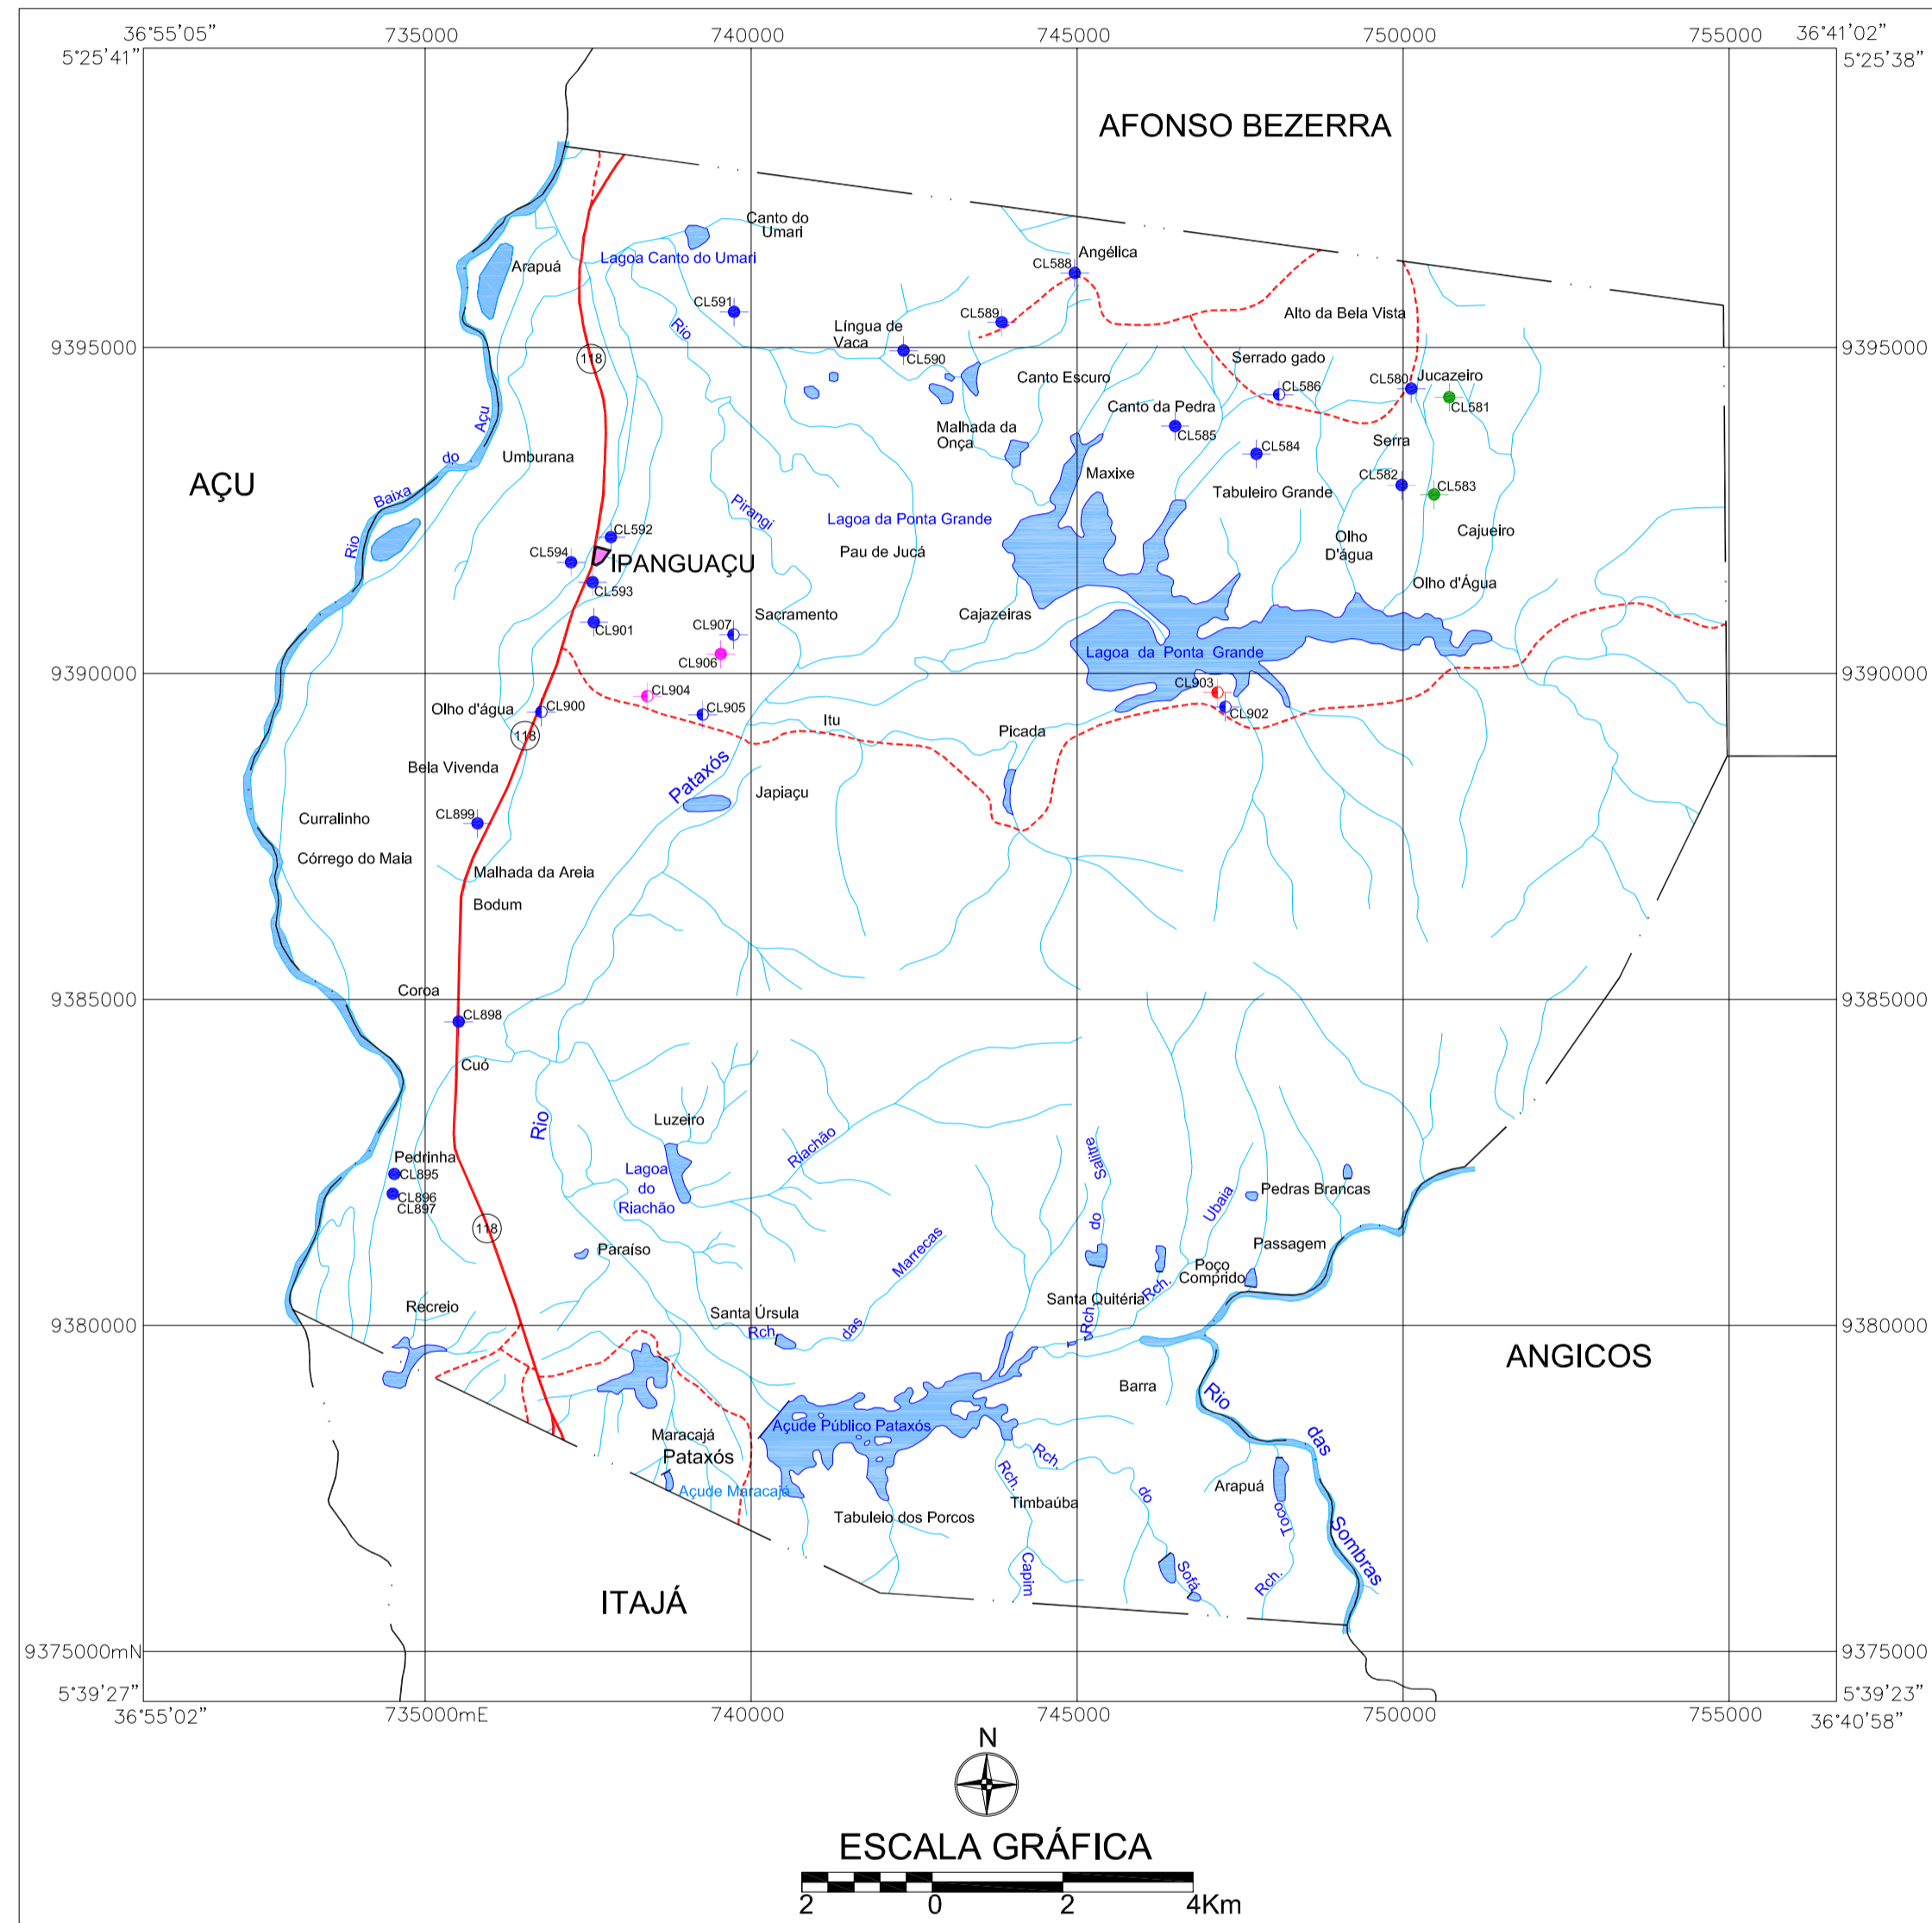 36°55'05"
735000
740000
745000
750000
755000
36°41'02"
5°25'41"
5°25'38"
AFONSO BEZERRA
Canto do
Umari
Lagoa Canto do Umari
Arapuá
Angélica
CL588
CL591
CL589
Rio
Língua de
Vaca
CL590
Alto da Bela Vista
9395000
9395000
118
Serrado gado
Canto Escuro
CL586
CL580
Jucazeiro
CL581
Canto da Pedra
CL585
Malhada da
Onça
Serra
CL584
Maxixe
CL582
CL583
Tabuleiro Grande
Umburana
AÇU
Rio
Baixa
do
Açu
Pirangi
Lagoa da Ponta Grande
Pau de Jucá
Olho
D'água
Cajueiro
Olho d'Água
CL592
CL594
IPANGUAÇU
CL593
CL901
CL907
Sacramento
Cajazeiras
CL906
Lagoa da Ponta Grande
9390000
9390000
CL904
CL903
CL902
CL905
Olho d'água
CL900
118
Itu
Picada
Bela Vivenda
Pataxós
Japiaçu
CL899
Curralinho
Córrego do Maia
Malhada da Areia
Bodum
Coroa
9385000
9385000
CL898
Cuó
Rio
Luzeiro
Riachão
Lagoa
do
Riachão
Salitre
do
Rch.
Ubaia
Rch.
Pedras Brancas
Pedrinha
CL895
CL896
CL897
118
Paraíso
Marrecas
das
Rch.
Passagem
Poço
Comprido
Santa Quitéria
Recreio
Santa Úrsula
9380000
9380000
ANGICOS
Barra
Rio
das
Sombras
Açude Público Pataxós
Maracajá
Pataxós
Açude Maracajá
Rch.
do
Sofá
Rch.
Timbaúba
Capim
Arapuá
Toco
Rch.
Tabuleio dos Porcos
ITAJÁ
9375000mN
9375000
5°39'27"
5°39'23"
36°55'02"
735000mE
740000
745000
750000
755000
36°40'58"
N
ESCALA GRÁFICA
2
0
2
4Km